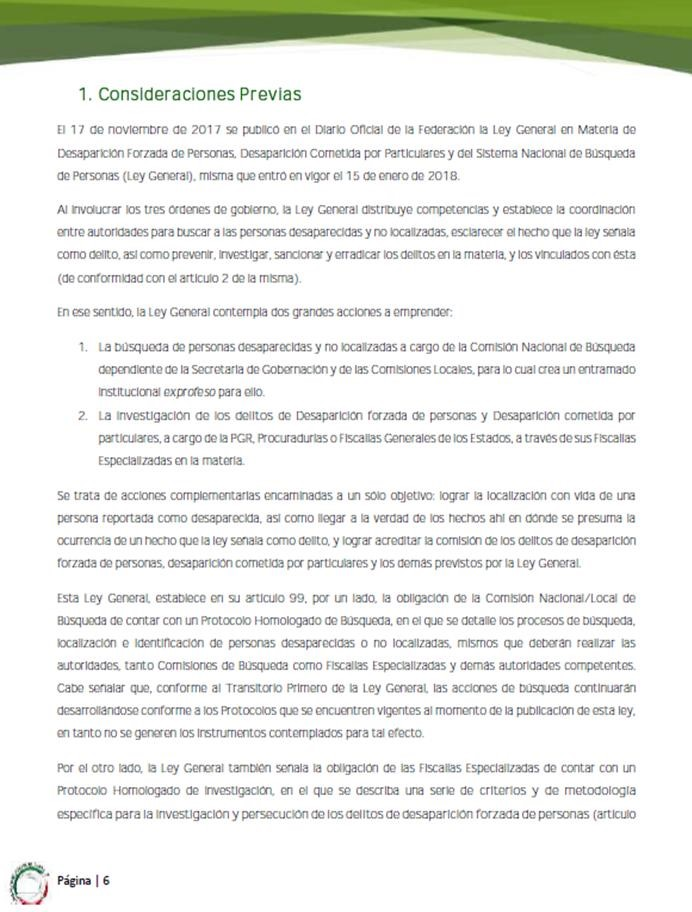 1. Consideraciones Previas
El 17 de noviembre de 2017 se publicó en el Diario Oficial de la Federación la Ley General en Materia de
Desaparición Forzada de Personas, Desaparición Cometida por Particulares y del Sistema Nacional de Búsqueda
de Personas (Ley General), misma que entró en vigor el 15 de enero de 2018.
Al involucrar los tres órdenes de gobierno, la Ley General distribuye competencias y establece la coordinación
entre autoridades para buscar a las personas desaparecidas y no localizadas, esclarecer el hecho que la ley señala
como delito, así como prevenir, investigar, sancionar y erradicar los delitos en la materia, y los vinculados con ésta
(de conformidad con el artículo 2 de la misma).
En ese sentido, la Ley General contempla dos grandes acciones a emprender:
1. La búsqueda de personas desaparecidas y no localizadas a cargo de la Comisión Nacional de Búsqueda
dependiente de la Secretaría de Gobernación y de las Comisiones Locales, para lo cual crea un entramado
institucional exprofeso para ello.
2. La investigación de los delitos de Desaparición forzada de personas y Desaparición cometida por
particulares, a cargo de la PGR, Procuradurías o Fiscalías Generales de los Estados, a través de sus Fiscalías
Especializadas en la materia.
Se trata de acciones complementarias encaminadas a un sólo objetivo: lograr la localización con vida de una
persona reportada como desaparecida, así como llegar a la verdad de los hechos ahí en dónde se presuma la
ocurrencia de un hecho que la ley señala como delito, y lograr acreditar la comisión de los delitos de desaparición
forzada de personas, desaparición cometida por particulares y los demás previstos por la Ley General.
Esta Ley General, establece en su artículo 99, por un lado, la obligación de la Comisión Nacional/Local de
Búsqueda de contar con un Protocolo Homologado de Búsqueda, en el que se detalle los procesos de búsqueda,
localización e identificación de personas desaparecidas o no localizadas, mismos que deberán realizar las
autoridades, tanto Comisiones de Búsqueda como Fiscalías Especializadas y demás autoridades competentes.
Cabe señalar que, conforme al Transitorio Primero de la Ley General, las acciones de búsqueda continuarán
desarrollándose conforme a los Protocolos que se encuentren vigentes al momento de la publicación de esta ley,
en tanto no se generen los instrumentos contemplados para tal efecto.
Por el otro lado, la Ley General también señala la obligación de las Fiscalías Especializadas de contar con un
Protocolo Homologado de Investigación, en el que se describa una serie de criterios y de metodología
específica para la investigación y persecución de los delitos de desaparición forzada de personas (artículo
Página | 6